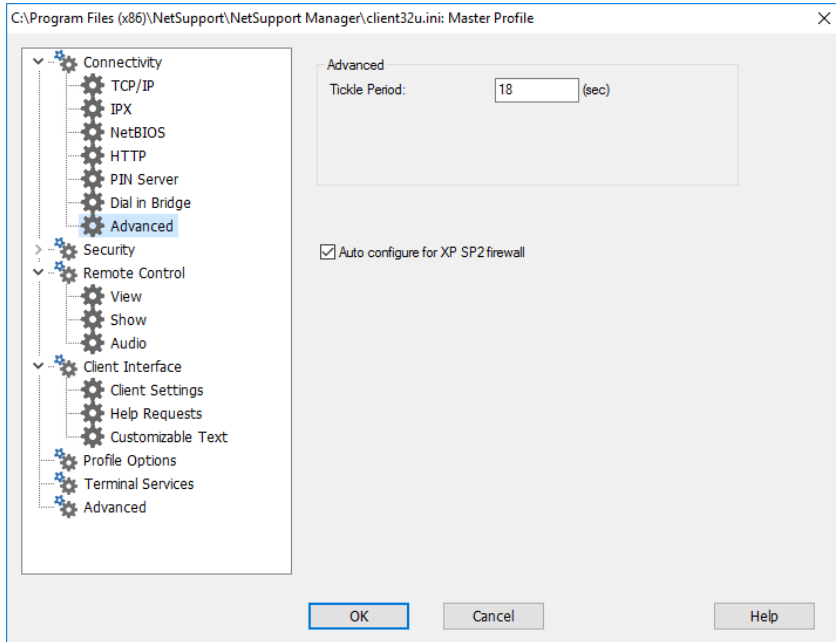 C:\Program Files (x86)\NetSupport\NetSupport Manager\client32u.ini: Master Profile
Connectivity
TCP/IP
IPX
NetBIOS
HTTP
PIN Server
Dial in Bridge
Advanced
Security
Remote Control
View
Show
Audio
Client Interface
Client Settings
Help Requests
Customizable Text
Profile Options
Terminal Services
Advanced
Advanced
Tickle Period: 18 (sec)
Auto configure for XP SP2 firewall
OK Cancel Help